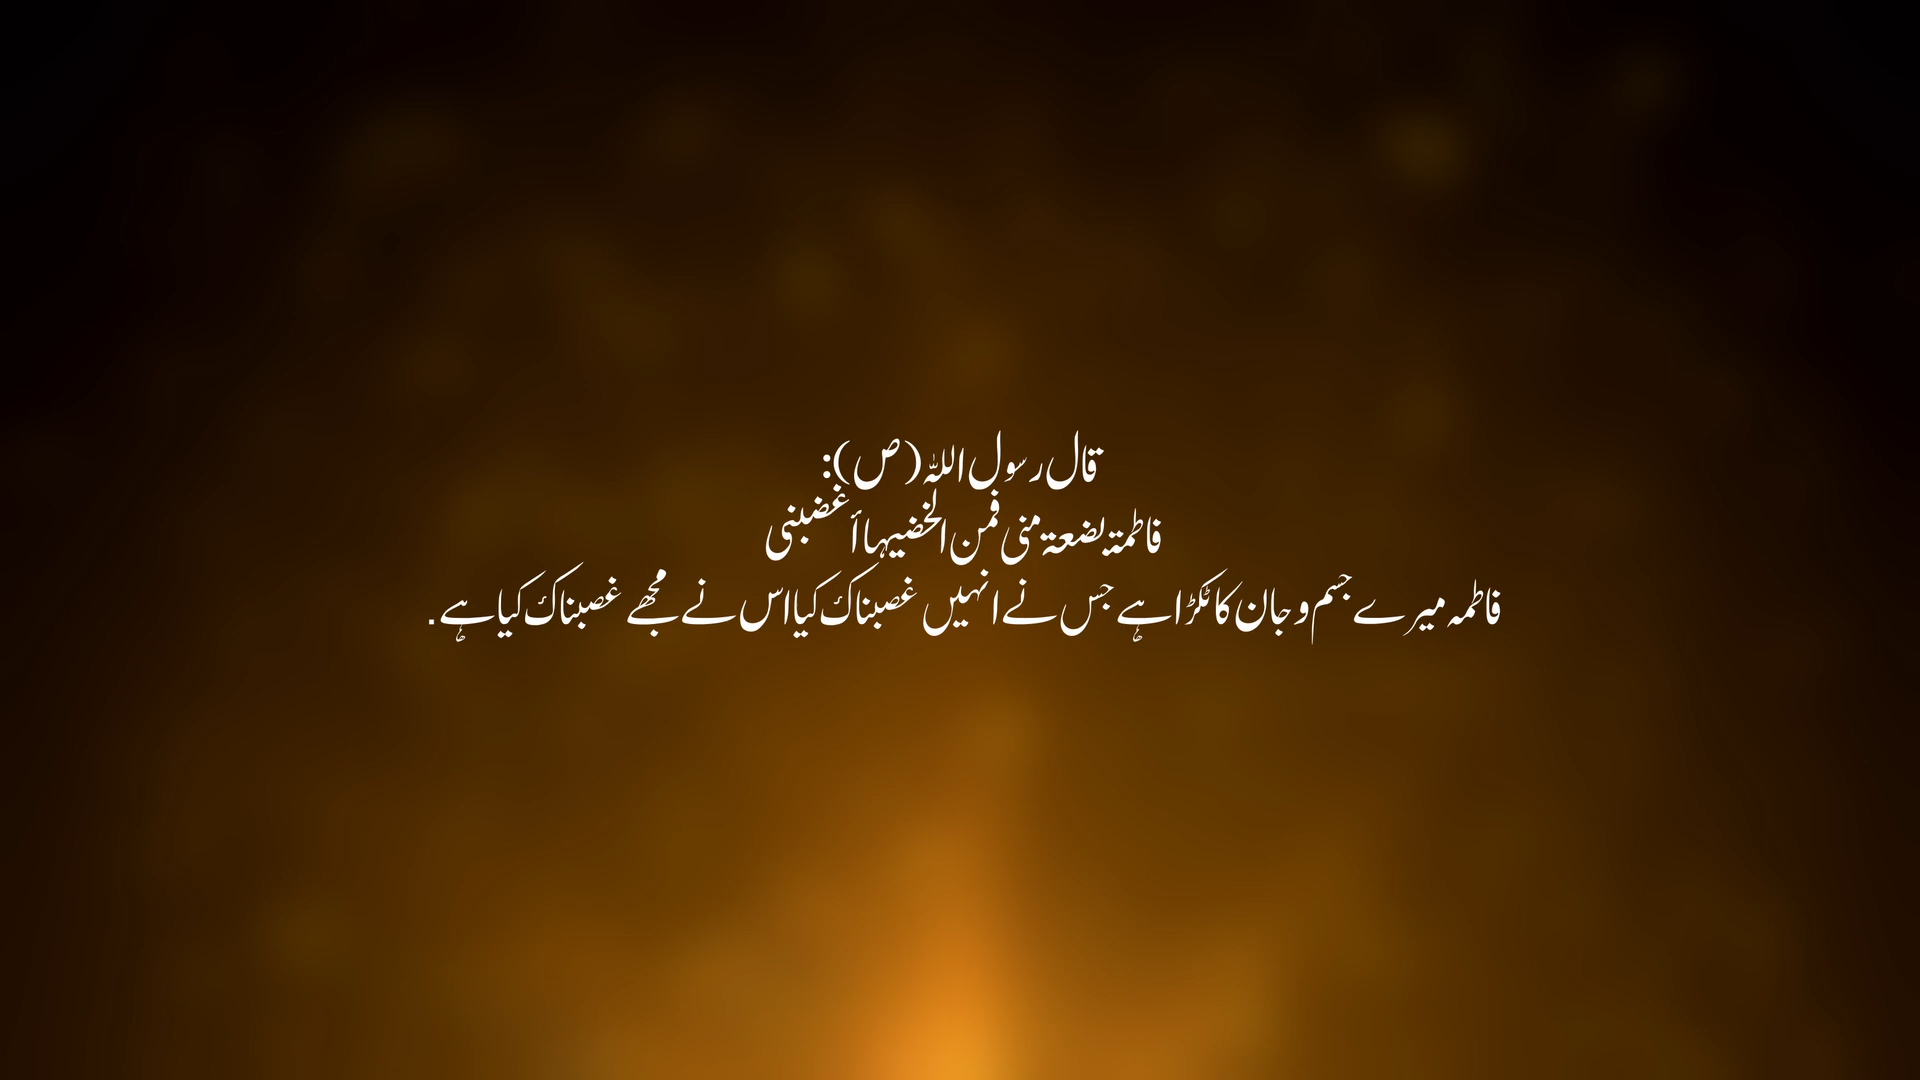 قال رسول اللہ (ص):
فاطمة بضعة منی فمن الخضیہا أغضبنی
فاطمہ میرے جسم و جان کا ٹکڑا ہے جس نے انہیں غصبناک کیا اس نے مجھے غصبناک کیا ہے.